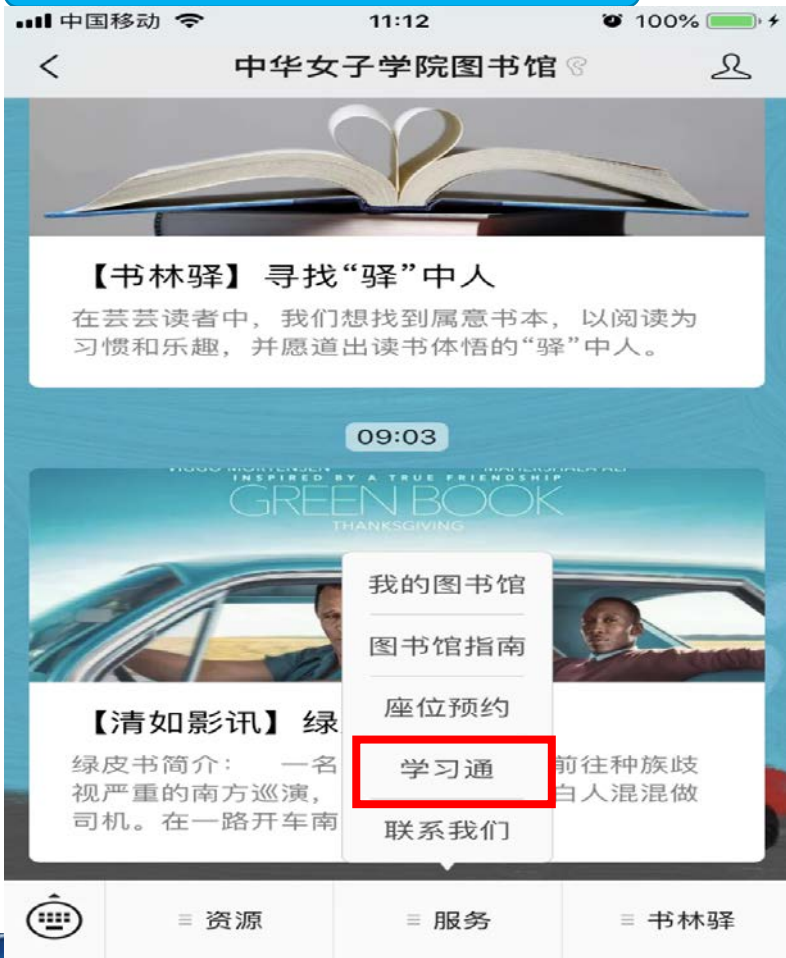 中国移动 11:12 100%
中华女子学院图书馆
【书林驿】寻找“驿”中人
在芸芸读者中，我们想找到属意书本，以阅读为
习惯和乐趣，并愿道出读书体悟的“驿”中人。
09:03
INSPIRED BY A TRUE FRIENDSHIP
GREEN BOOK
THANKSGIVING
我的图书馆
图书馆指南
座位预约
学习通
联系我们
【清如影讯】绿
绿皮书简介： 一名 前往种族歧
视严重的南方巡演， 白人混混做
司机。在一路开车南
资源 服务 书林驿